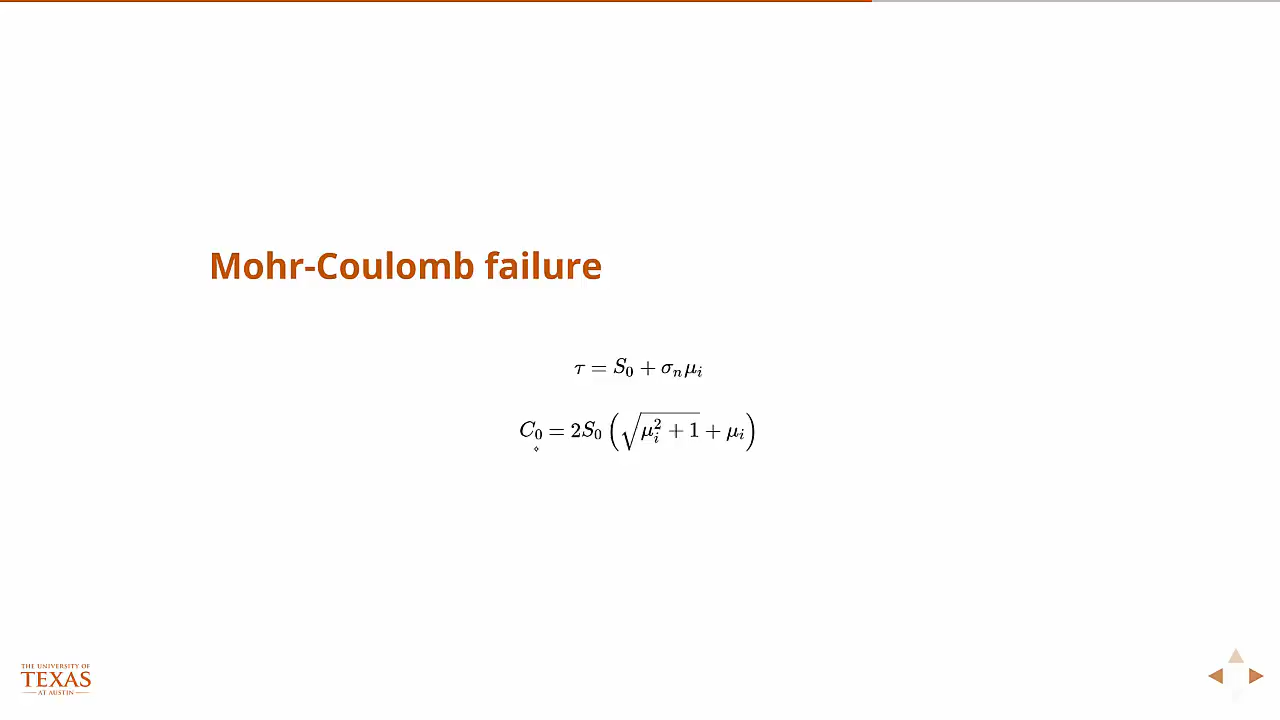 Mohr-Coulomb failure
τ = S₀ + σₙμᵢ
C₀ = 2S₀ (√(μᵢ² + 1) + μᵢ)
THE UNIVERSITY OF
TEXAS
AT AUSTIN